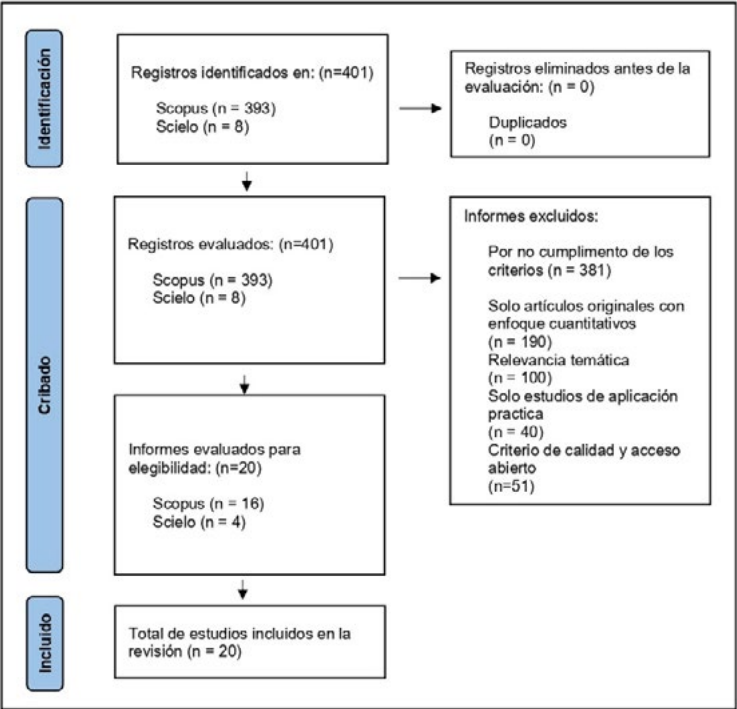 Identificación
Registros identificados en: (n=401)
Scopus (n = 393)
Scielo (n = 8)
Registros eliminados antes de la
evaluación: (n = 0)
Duplicados
(n = 0)
Cribado
Registros evaluados: (n=401)
Scopus (n = 393)
Scielo (n = 8)
Informes excluidos:
Por no cumplimento de los
criterios (n = 381)
Solo artículos originales con
enfoque cuantitativos
(n = 190)
Relevancia temática
(n = 100)
Solo estudios de aplicación
practica
(n = 40)
Criterio de calidad y acceso
abierto
(n=51)
Informes evaluados para
elegibilidad: (n=20)
Scopus (n = 16)
Scielo (n = 4)
Incluido
Total de estudios incluidos en la
revisión (n = 20)